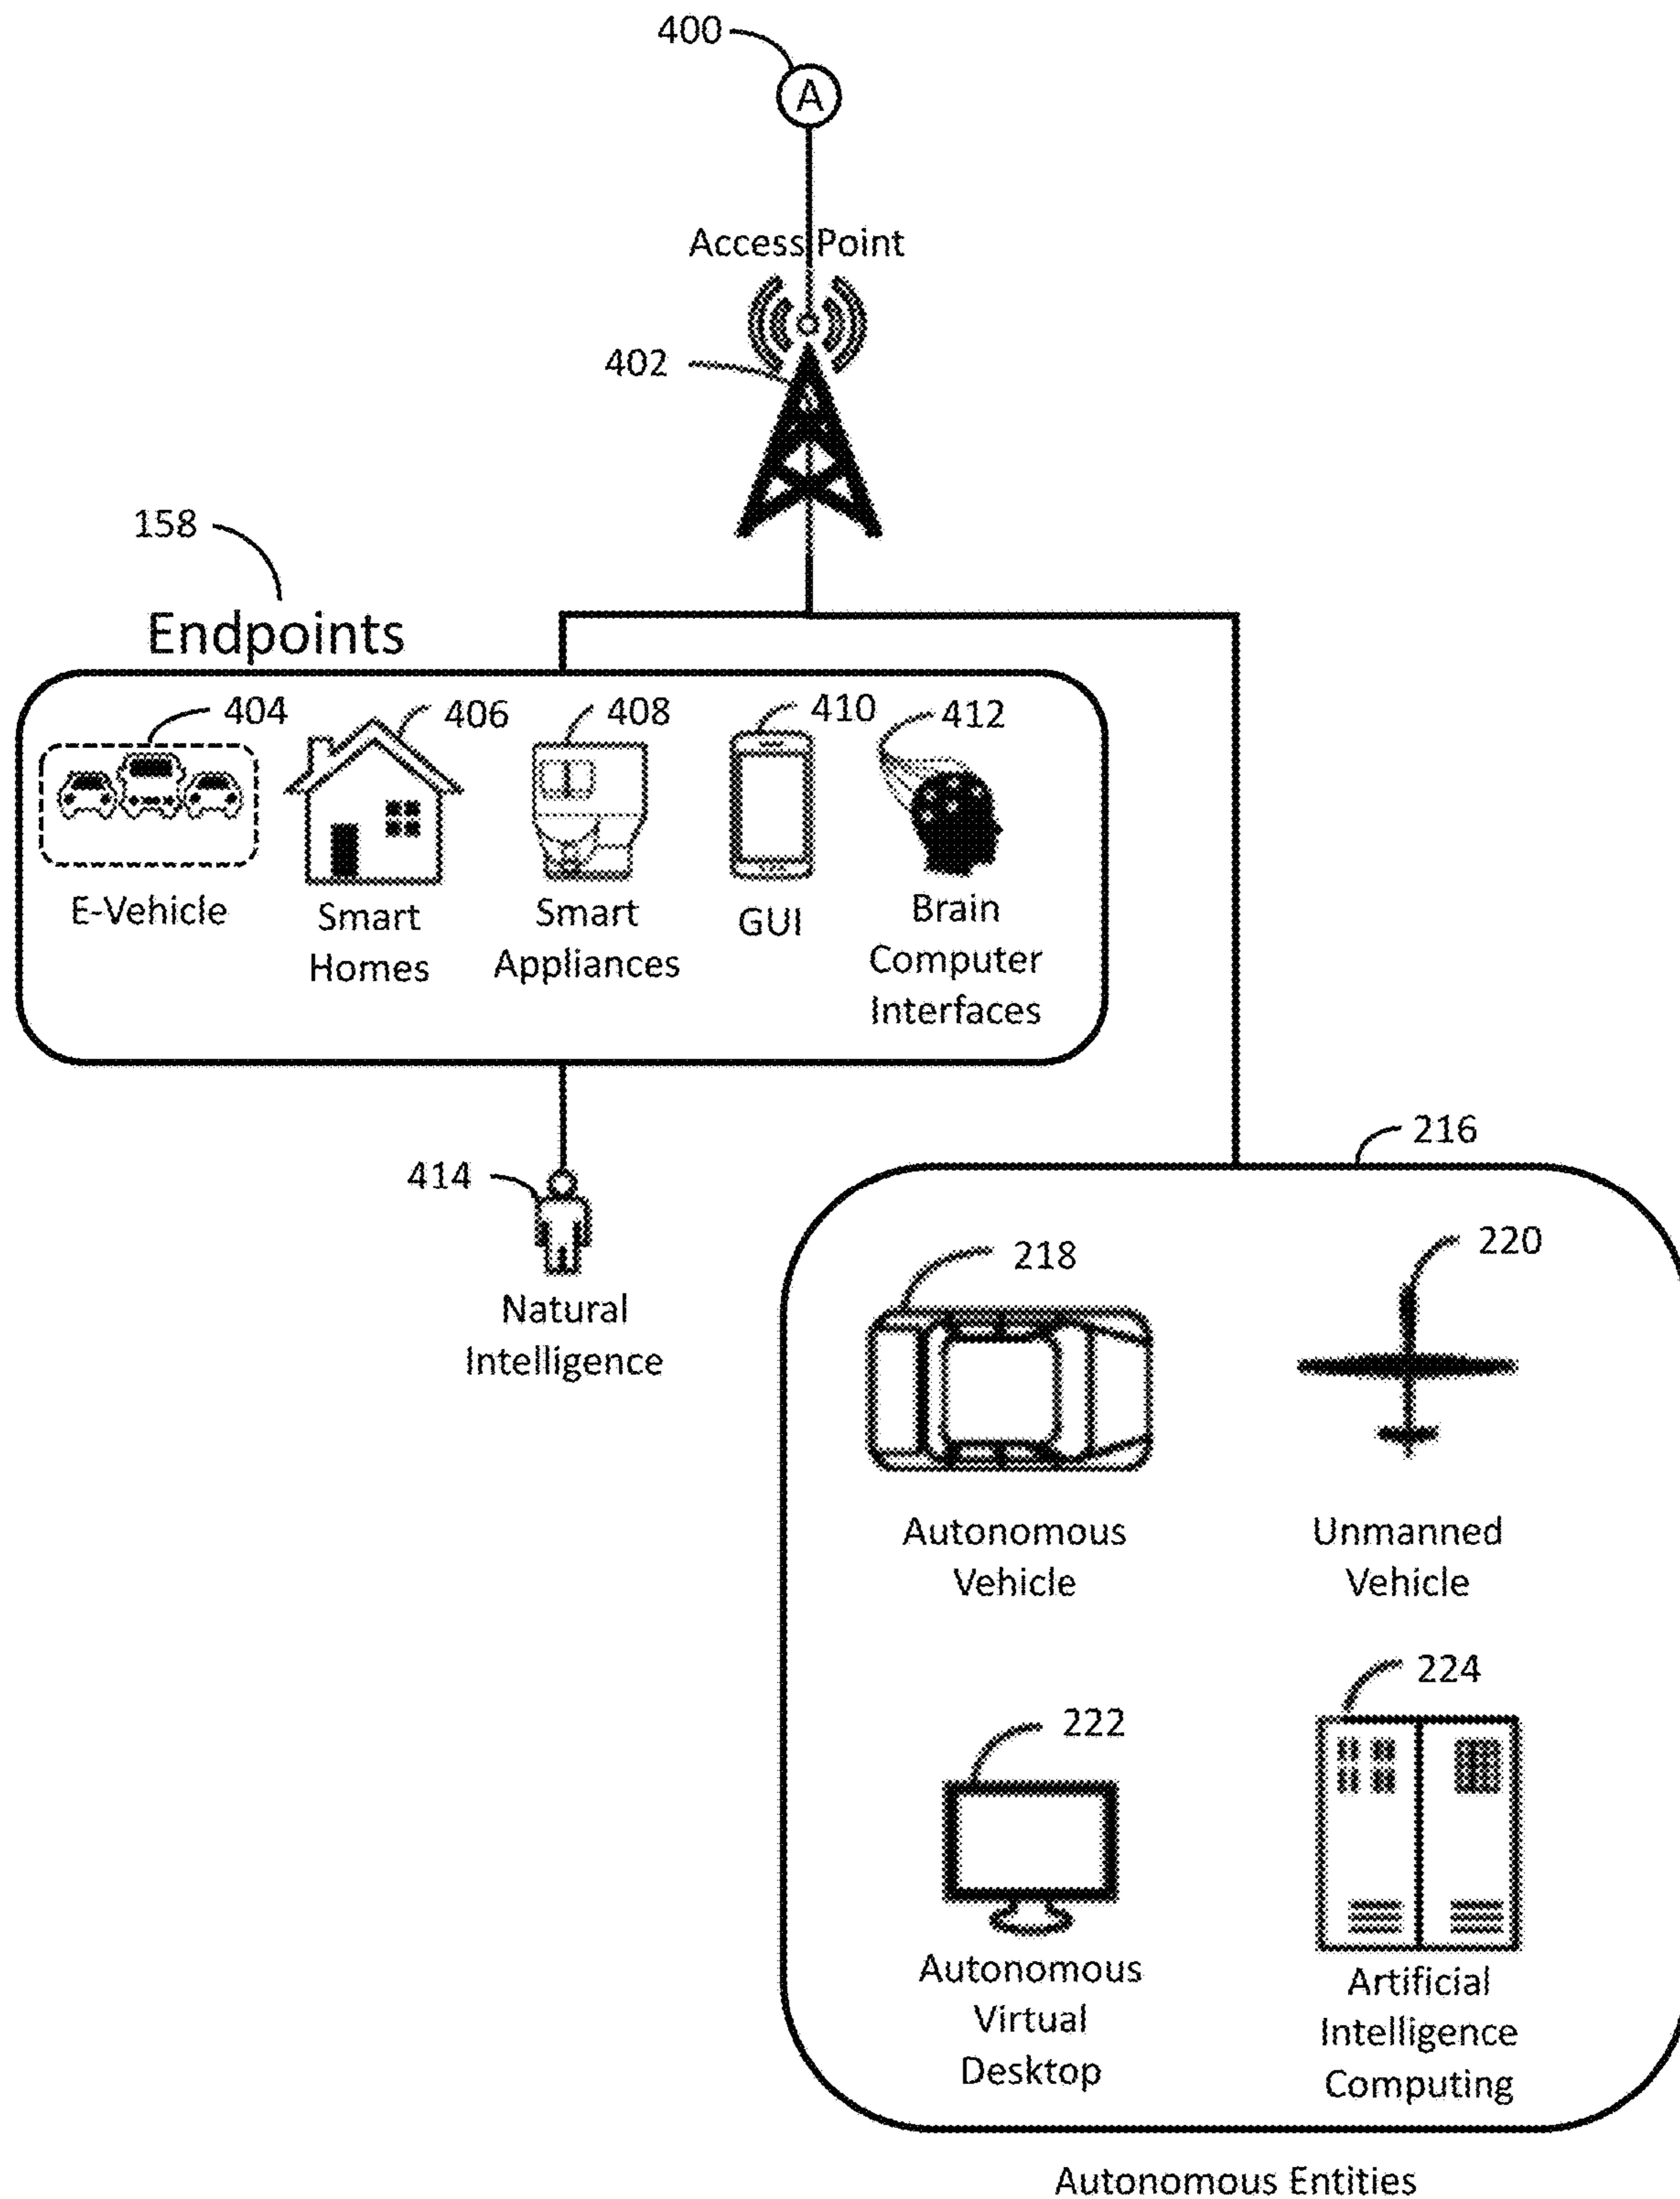 400
A
Access Point
402
158
Endpoints
404
406
408
410
412
E-Vehicle
Smart
Homes
Smart
Appliances
GUI
Brain
Computer
Interfaces
414
Natural
Intelligence
216
218
220
Autonomous
Vehicle
Unmanned
Vehicle
222
224
Autonomous
Virtual
Desktop
Artificial
Intelligence
Computing
Autonomous Entities